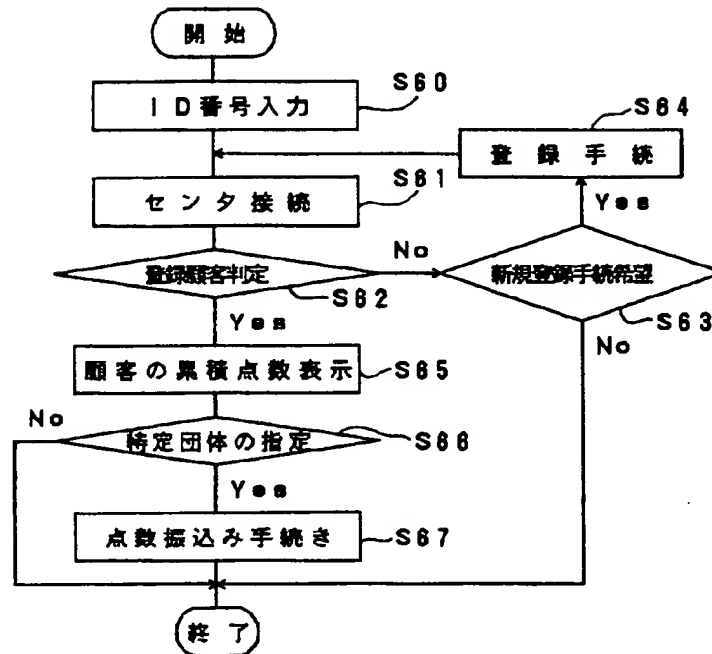 開始
S60
ID番号入力
S64
登録手続
S61
センタ接続
Yes
No
登録顧客判定
新規登録手続希望
S62
S63
Yes
No
顧客の累積点数表示
S65
No
特定団体の指定
S66
Yes
点数振込み手続き
S67
終了